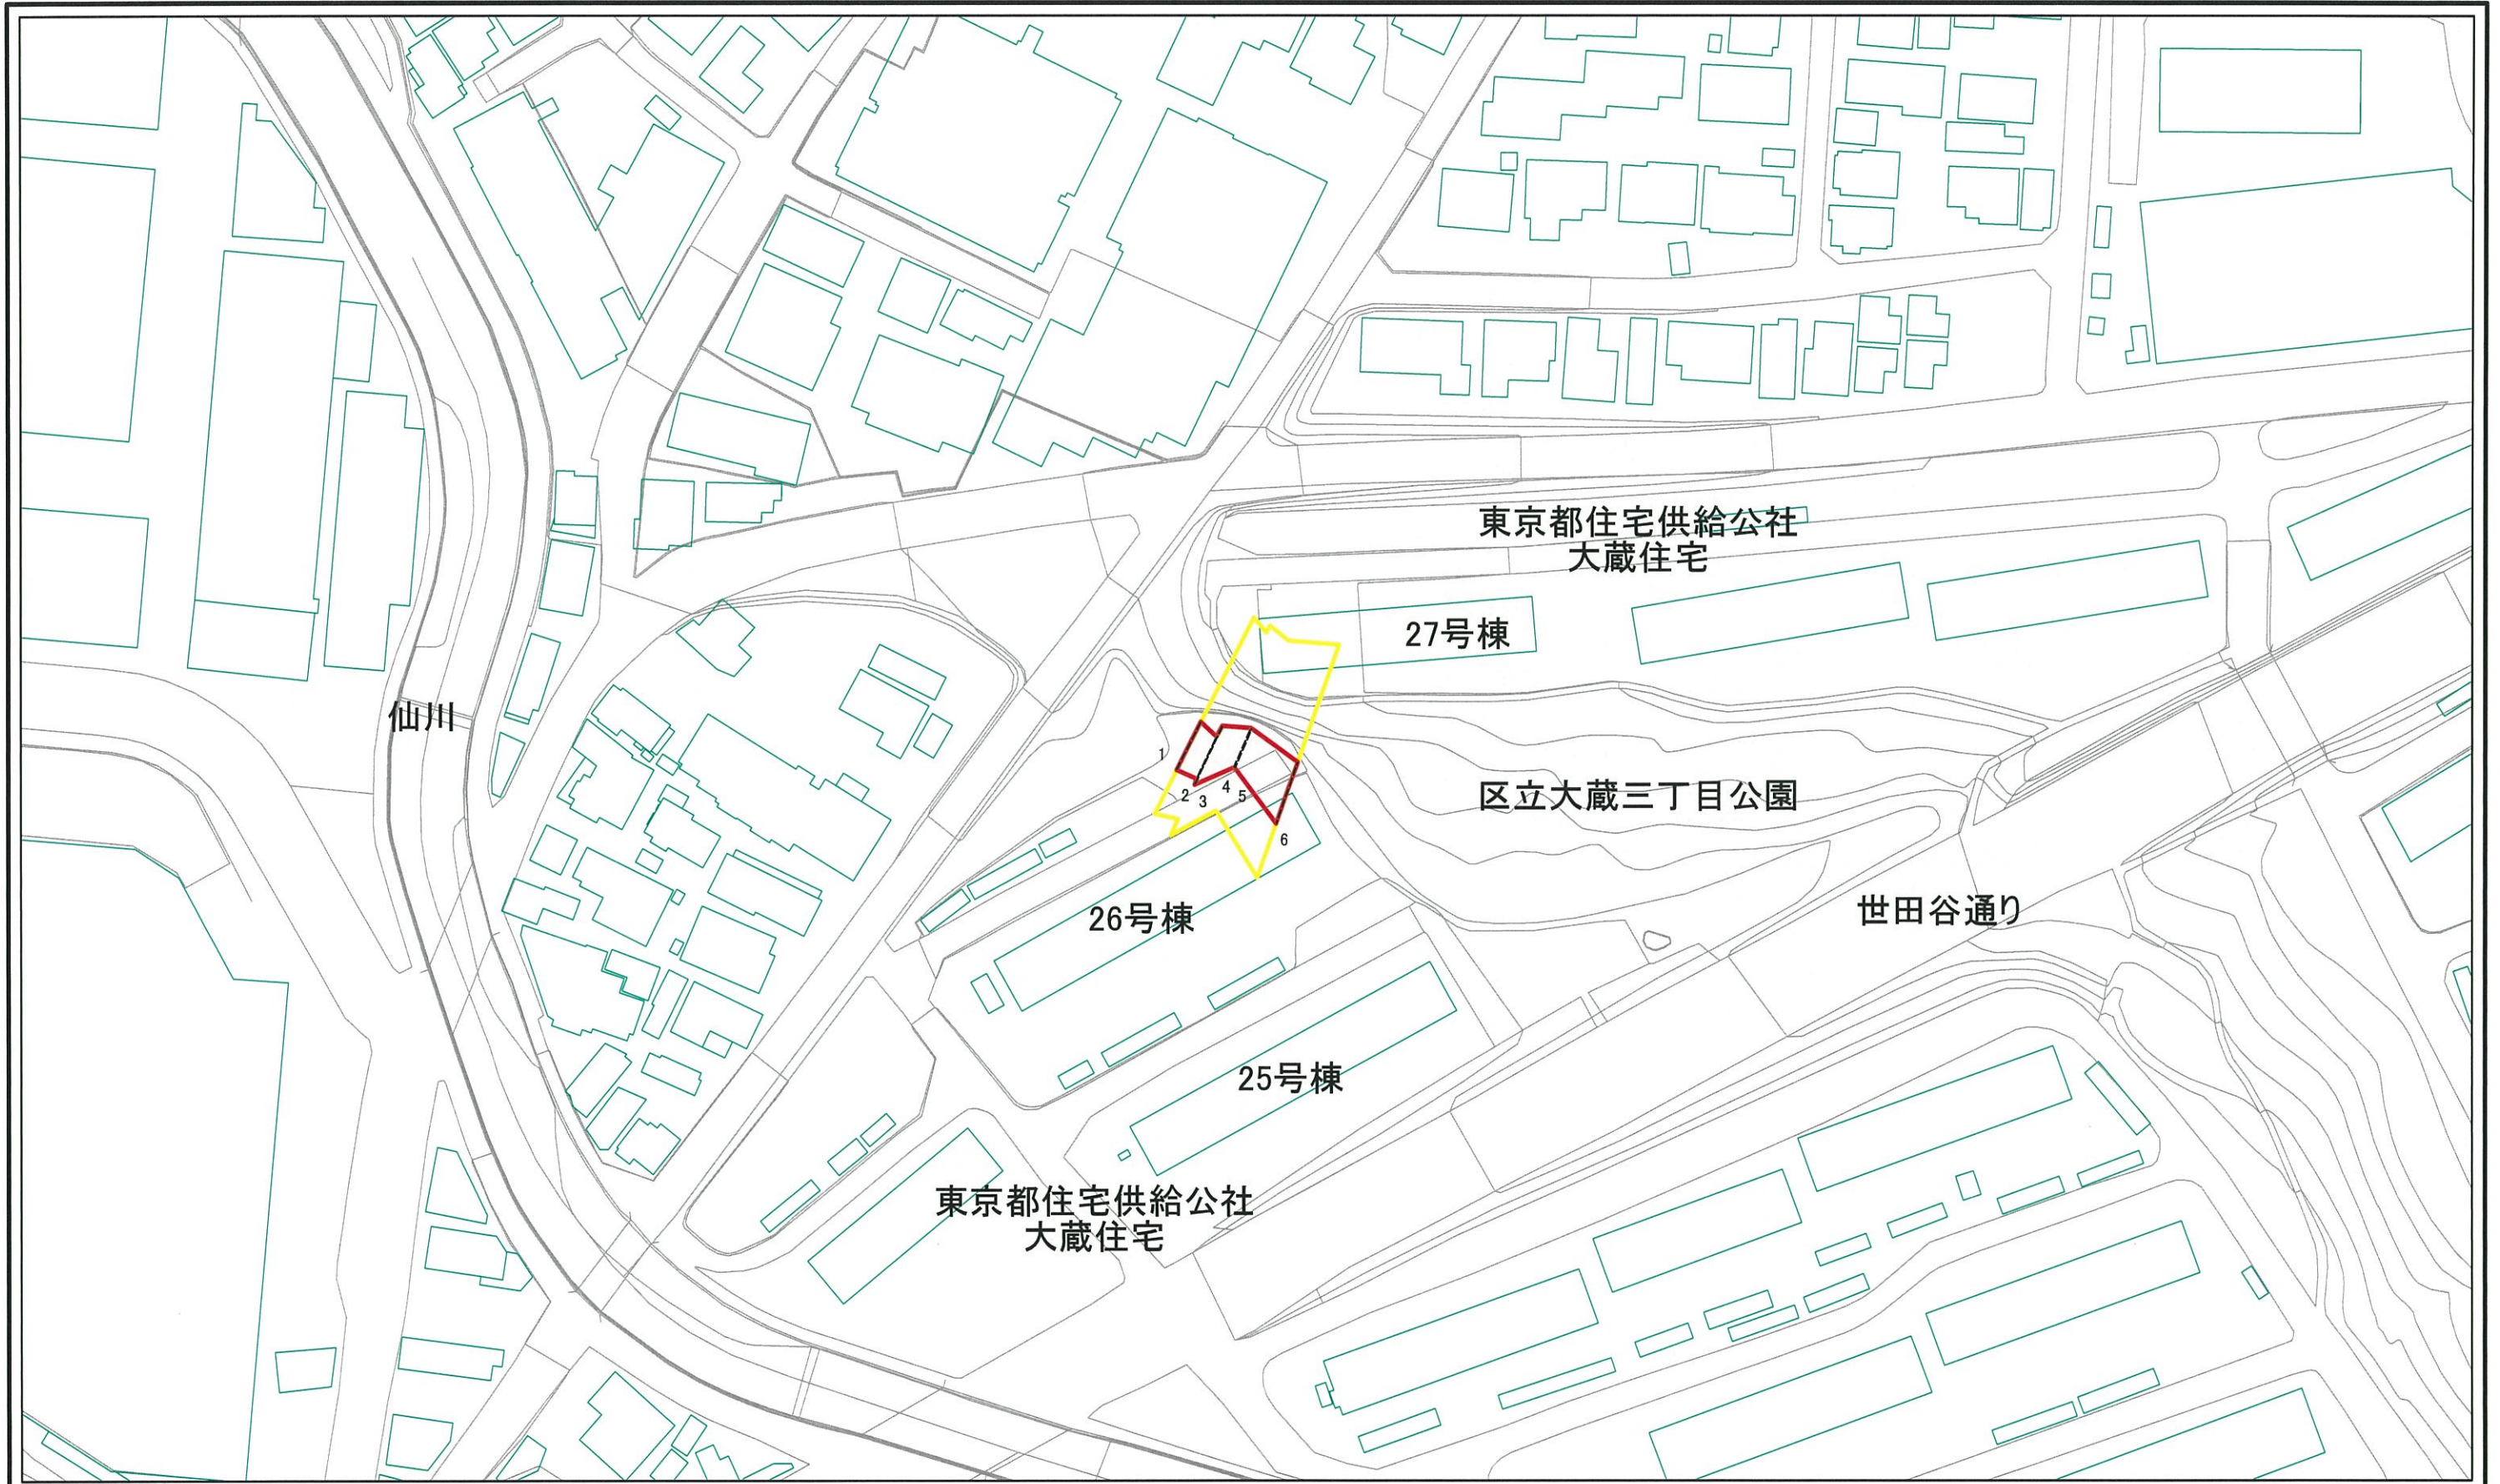 東京都住宅供給公社
大蔵住宅
27号棟
仙川
1
2
3
4
5
6
区立大蔵三丁目公園
26号棟
世田谷通り
25号棟
東京都住宅供給公社
大蔵住宅